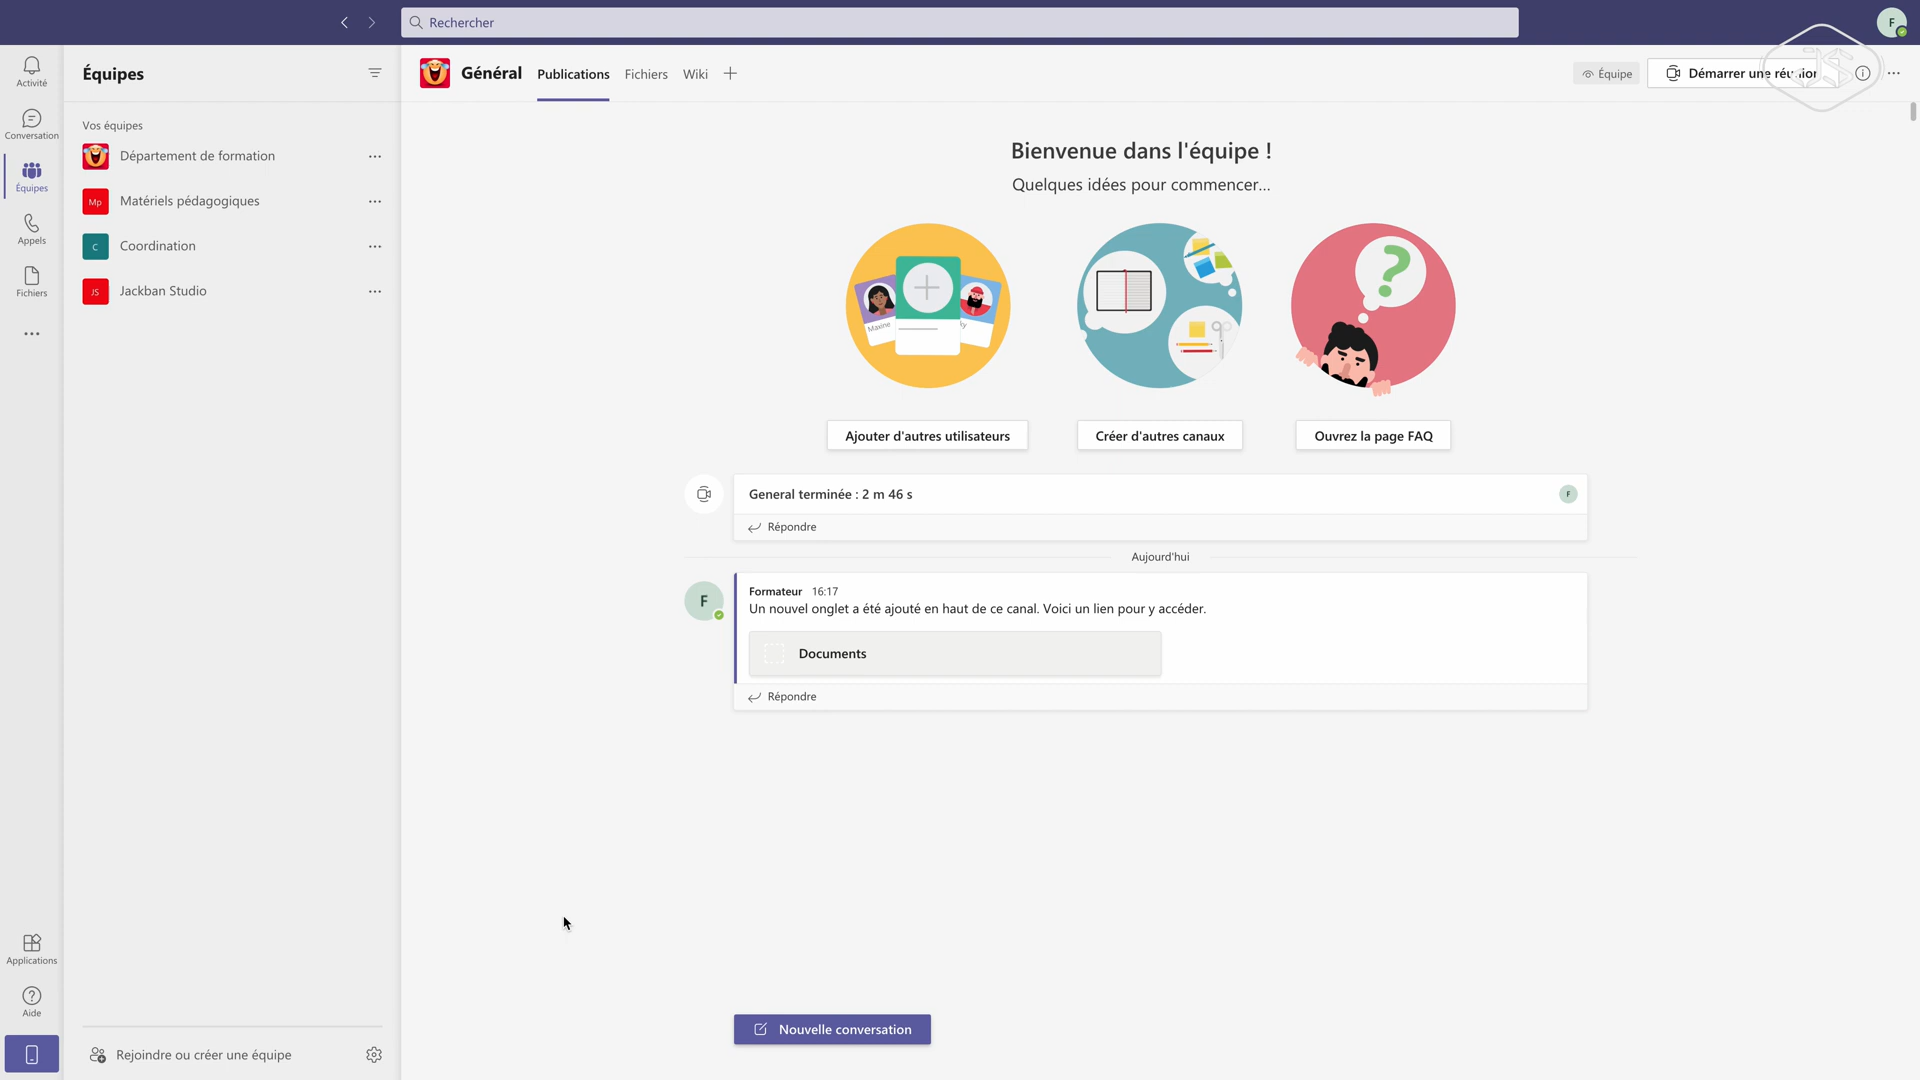 Rechercher
F
Activité
Conversation
Équipes
Appels
Fichiers
Applications
Aide
Équipes
Vos équipes
Département de formation
Mp Matériels pédagogiques
C Coordination
JS Jackban Studio
Rejoindre ou créer une équipe
Général Publications Fichiers Wiki
Équipe Démarrer une réunion
Bienvenue dans l'équipe !
Quelques idées pour commencer...
Maxine
Ajouter d'autres utilisateurs
Créer d'autres canaux
Ouvrez la page FAQ
General terminée : 2 m 46 s
F
Répondre
Aujourd'hui
F
Formateur 16:17
Un nouvel onglet a été ajouté en haut de ce canal. Voici un lien pour y accéder.
Documents
Répondre
Nouvelle conversation